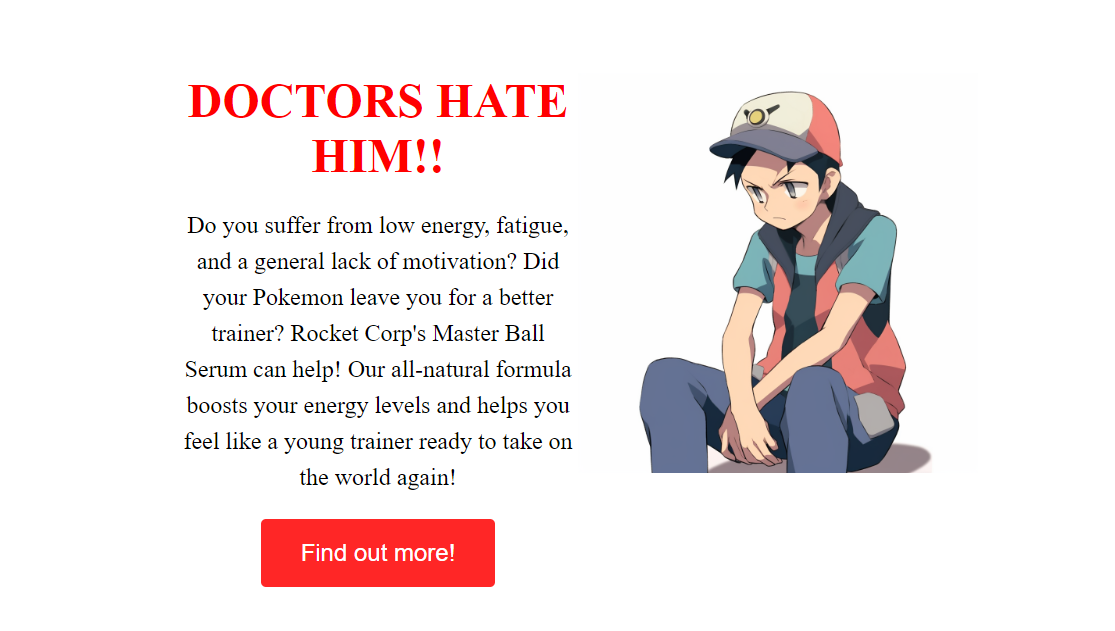 DOCTORS HATE
HIM!!
Do you suffer from low energy, fatigue,
and a general lack of motivation? Did
your Pokemon leave you for a better
trainer? Rocket Corp's Master Ball
Serum can help! Our all-natural formula
boosts your energy levels and helps you
feel like a young trainer ready to take on
the world again!
Find out more!